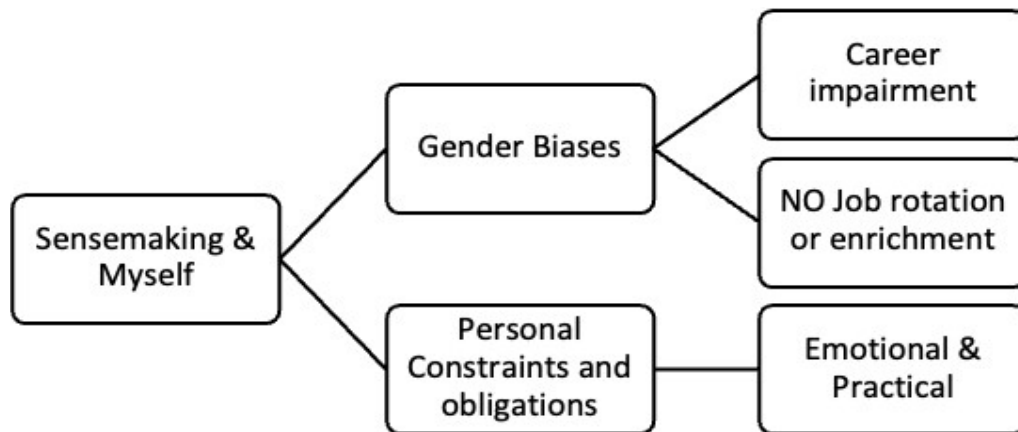 Sensemaking &
Myself
Gender Biases
Career
impairment
NO Job rotation
or enrichment
Personal
Constraints and
obligations
Emotional &
Practical